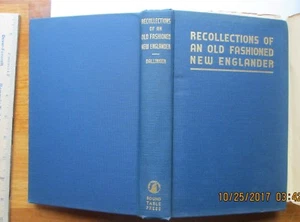 RECOLLECTIONS
OF AN
OLD FASHIONED
NEW ENGLANDER
ROUND
TABLE
PRESS
RECOLLECTIONS OF
AN OLD FASHIONED
NEW ENGLANDER
10/25/2017